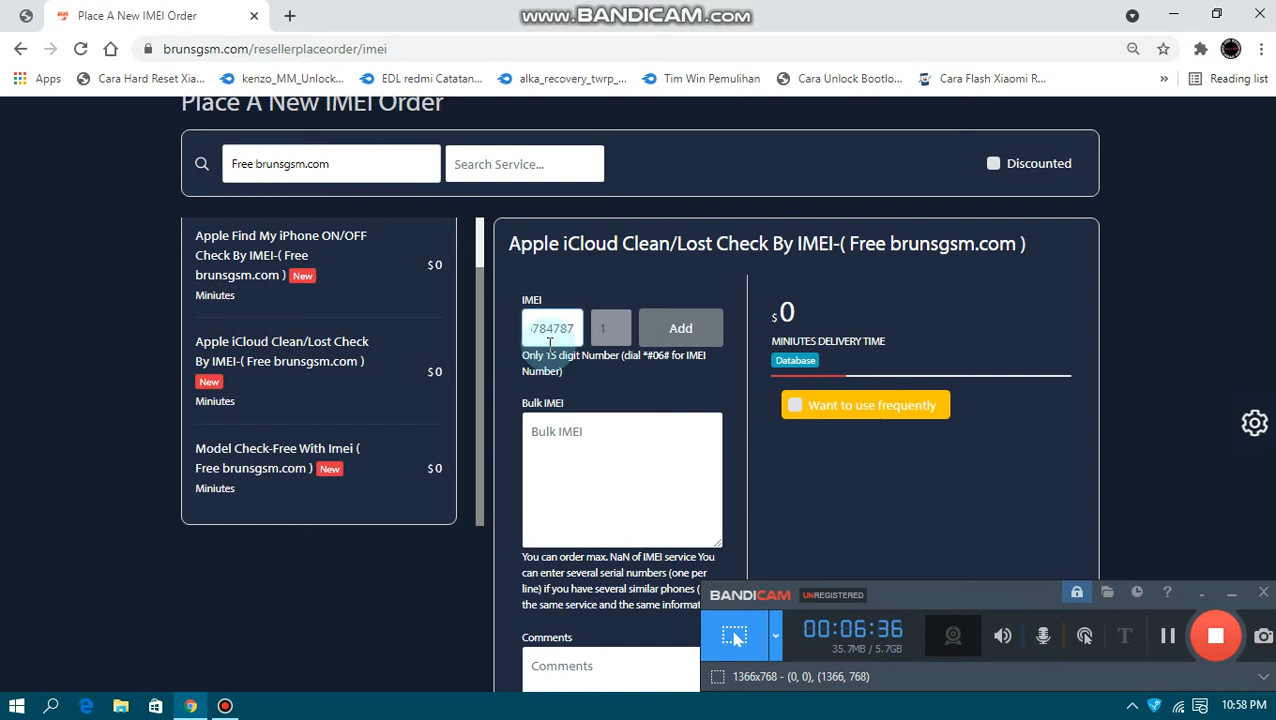 www.BANDICAM.com
Place A New IMEI Order
brunsgsm.com/resellerplaceorder/imei
Apps
Cara Hard Reset Xia...
kenzo_MM_Unlock...
EDL redmi Catatan...
alka_recovery_twrp_...
Tim Win Pemulihan
Cara Unlock Bootlo...
Cara Flash Xiaomi R...
»
Reading list
Place A New IMEI Order
Free brunsgsm.com
Search Service...
Discounted
Apple Find My iPhone ON/OFF
Check By IMEI-( Free
brunsgsm.com ) New
$ 0
Miniutes
Apple iCloud Clean/Lost Check
By IMEI-( Free brunsgsm.com )
New
$ 0
Miniutes
Model Check-Free With Imei (
Free brunsgsm.com ) New
$ 0
Miniutes
Apple iCloud Clean/Lost Check By IMEI-( Free brunsgsm.com )
IMEI
784787
1
Add
Only 15 digit Number (dial *#06# for IMEI
Number)
Bulk IMEI
Bulk IMEI
You can order max. NaN of IMEI service You
can enter several serial numbers (one per
line) if you have several similar phones (
the same service and the same informat
Comments
Comments
$ 0
MINIUTES DELIVERY TIME
Database
Want to use frequently
BANDICAM UNREGISTERED
00:06:36
35.7MB / 5.7GB
T
1366x768 - (0, 0), (1366, 768)
10:58 PM